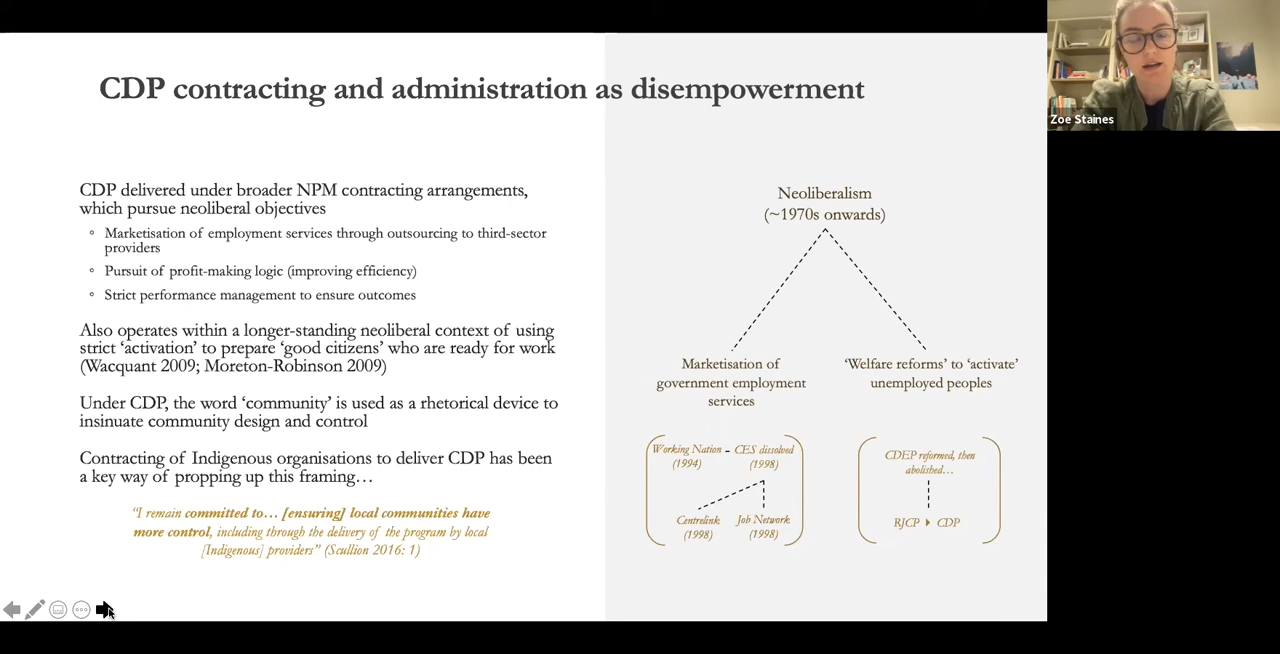 CDP contracting and administration as disempowerment
CDP delivered under broader NPM contracting arrangements,
which pursue neoliberal objectives
Marketisation of employment services through outsourcing to third-sector
providers
Pursuit of profit-making logic (improving efficiency)
Strict performance management to ensure outcomes
Also operates within a longer-standing neoliberal context of using
strict ‘activation’ to prepare ‘good citizens’ who are ready for work
(Wacquant 2009; Moreton-Robinson 2009)
Under CDP, the word ‘community’ is used as a rhetorical device to
insinuate community design and control
Contracting of Indigenous organisations to deliver CDP has been
a key way of propping up this framing…
“I remain committed to… [ensuring] local communities have
more control, including through the delivery of the program by local
[Indigenous] providers” (Scullion 2016: 1)
Neoliberalism
(~1970s onwards)
Marketisation of
government employment
services
‘Welfare reforms’ to ‘activate’
unemployed peoples
Working Nation – CES dissolved
(1994) (1998)
Centrelink Job Network
(1998) (1998)
CDEP reformed, then
abolished…
RJCP CDP
Zoe Staines